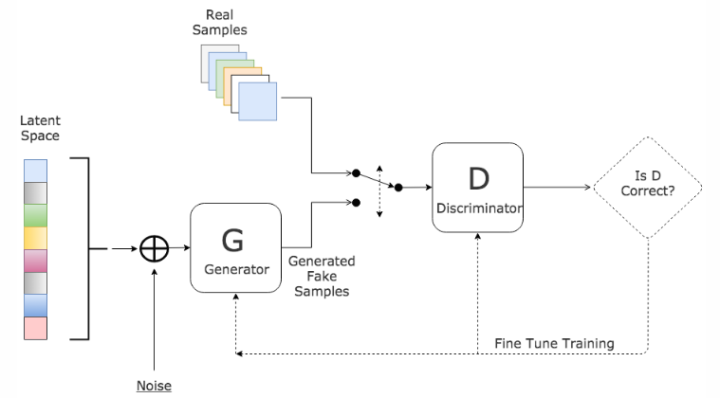 Real
Samples
Latent
Space
D
Discriminator
Is D
Correct?
G
Generator
Generated
Fake
Samples
Fine Tune Training
Noise